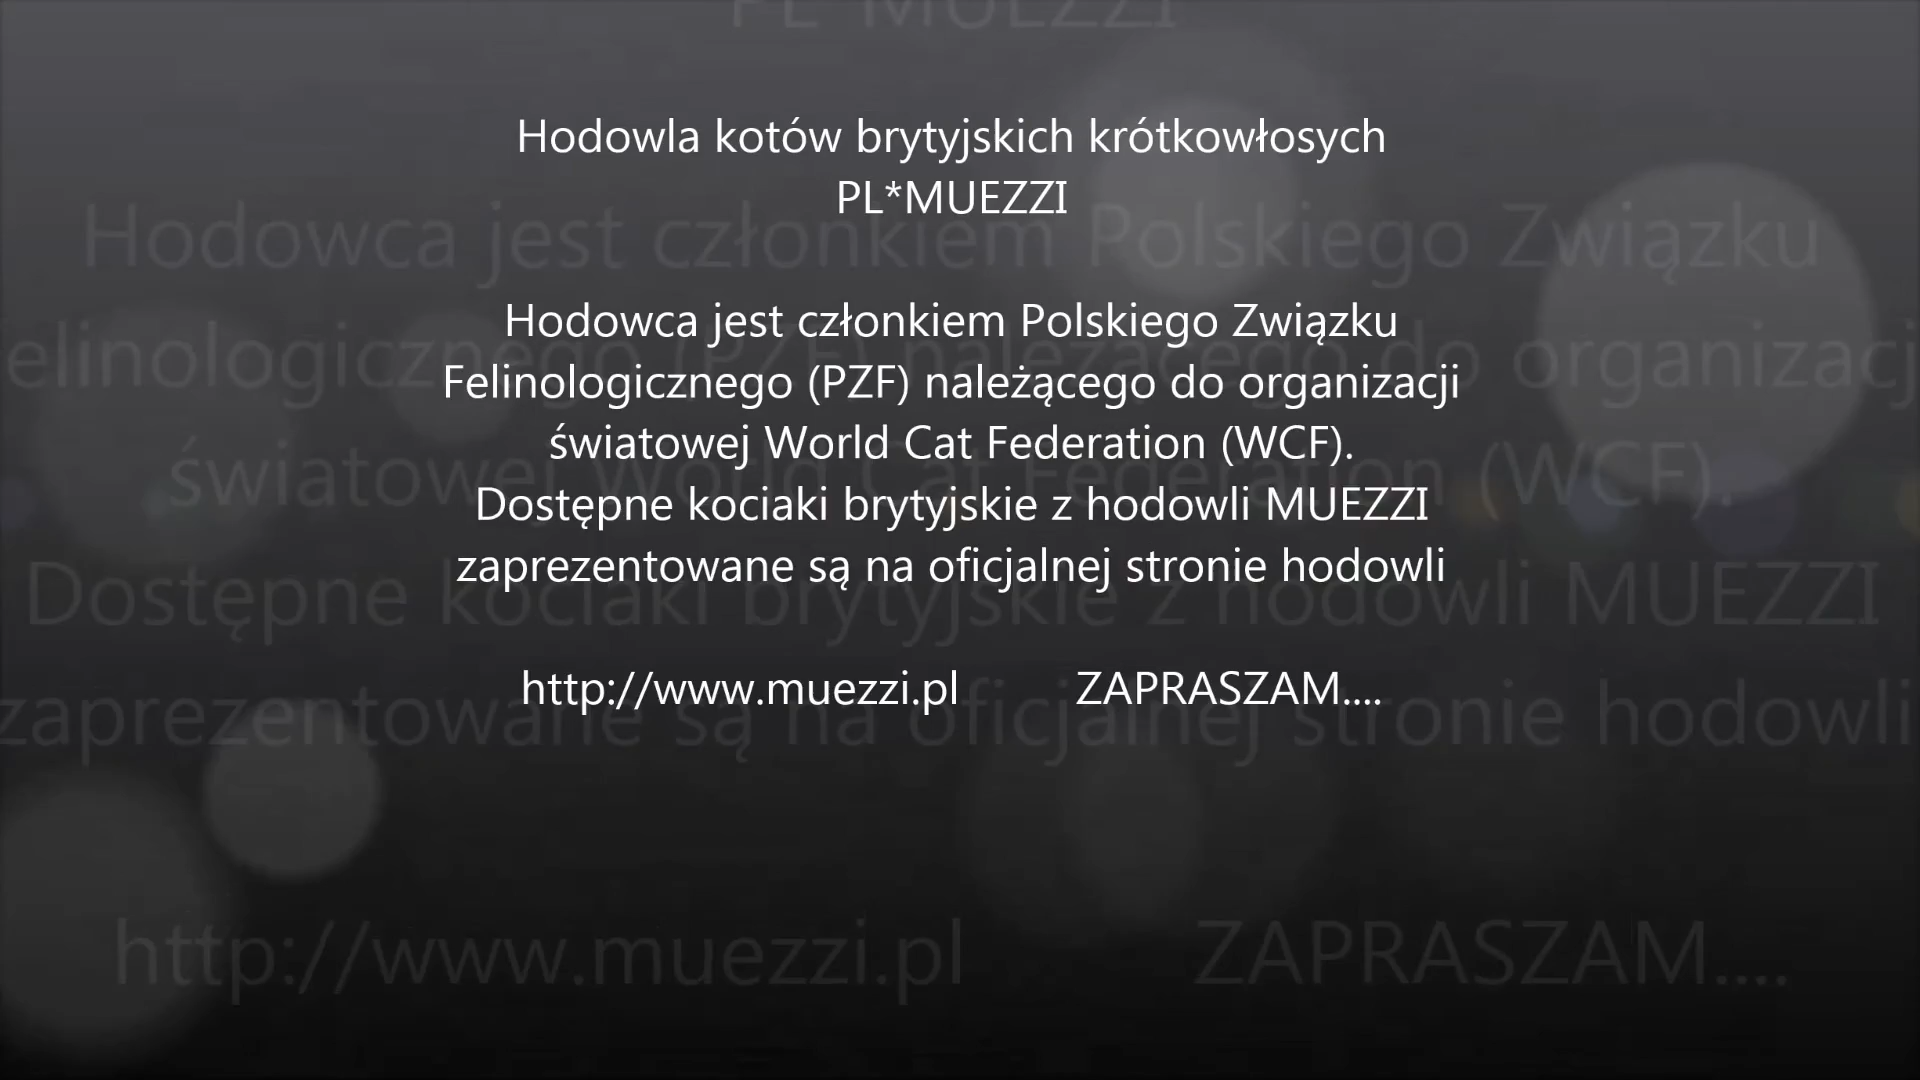 Hodowla kotów brytyjskich krótkowłosych
PL*MUEZZI
Hodowca jest członkiem Polskiego Związku
Felinologicznego (PZF) należącego do organizacji
światowej World Cat Federation (WCF).
Dostępne kociaki brytyjskie z hodowli MUEZZI
zaprezentowane są na oficjalnej stronie hodowli
http://www.muezzi.pl ZAPRASZAM....